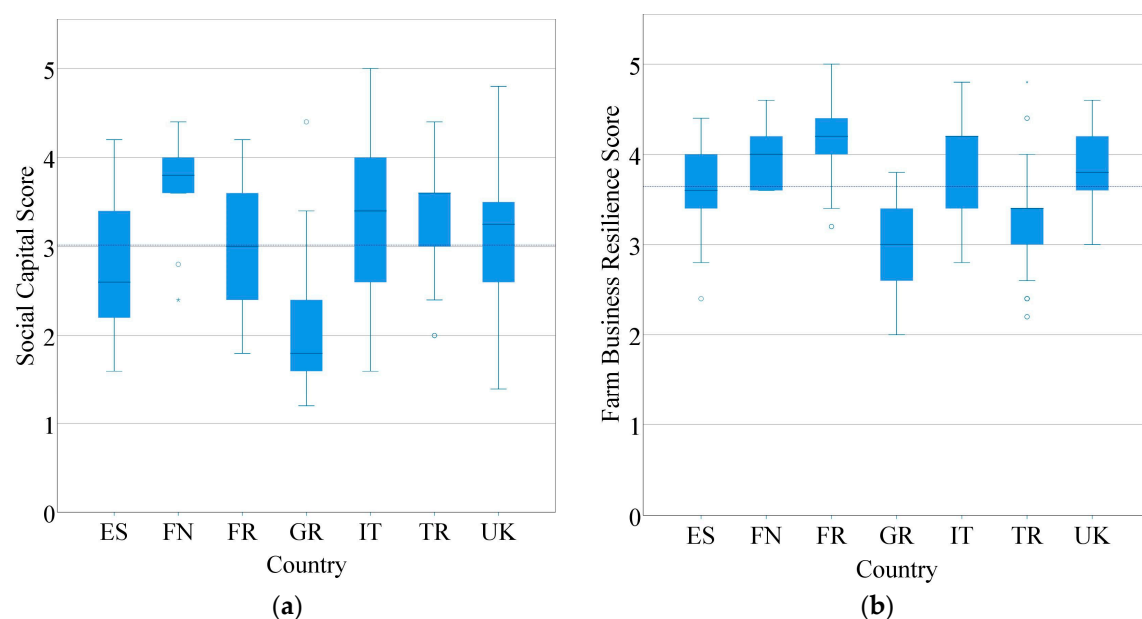 Social Capital Score
5
4
3
2
1
0
ES FN FR GR IT TR UK
Country
(a)
Farm Business Resilience Score
5
4
3
2
1
0
ES FN FR GR IT TR UK
Country
(b)